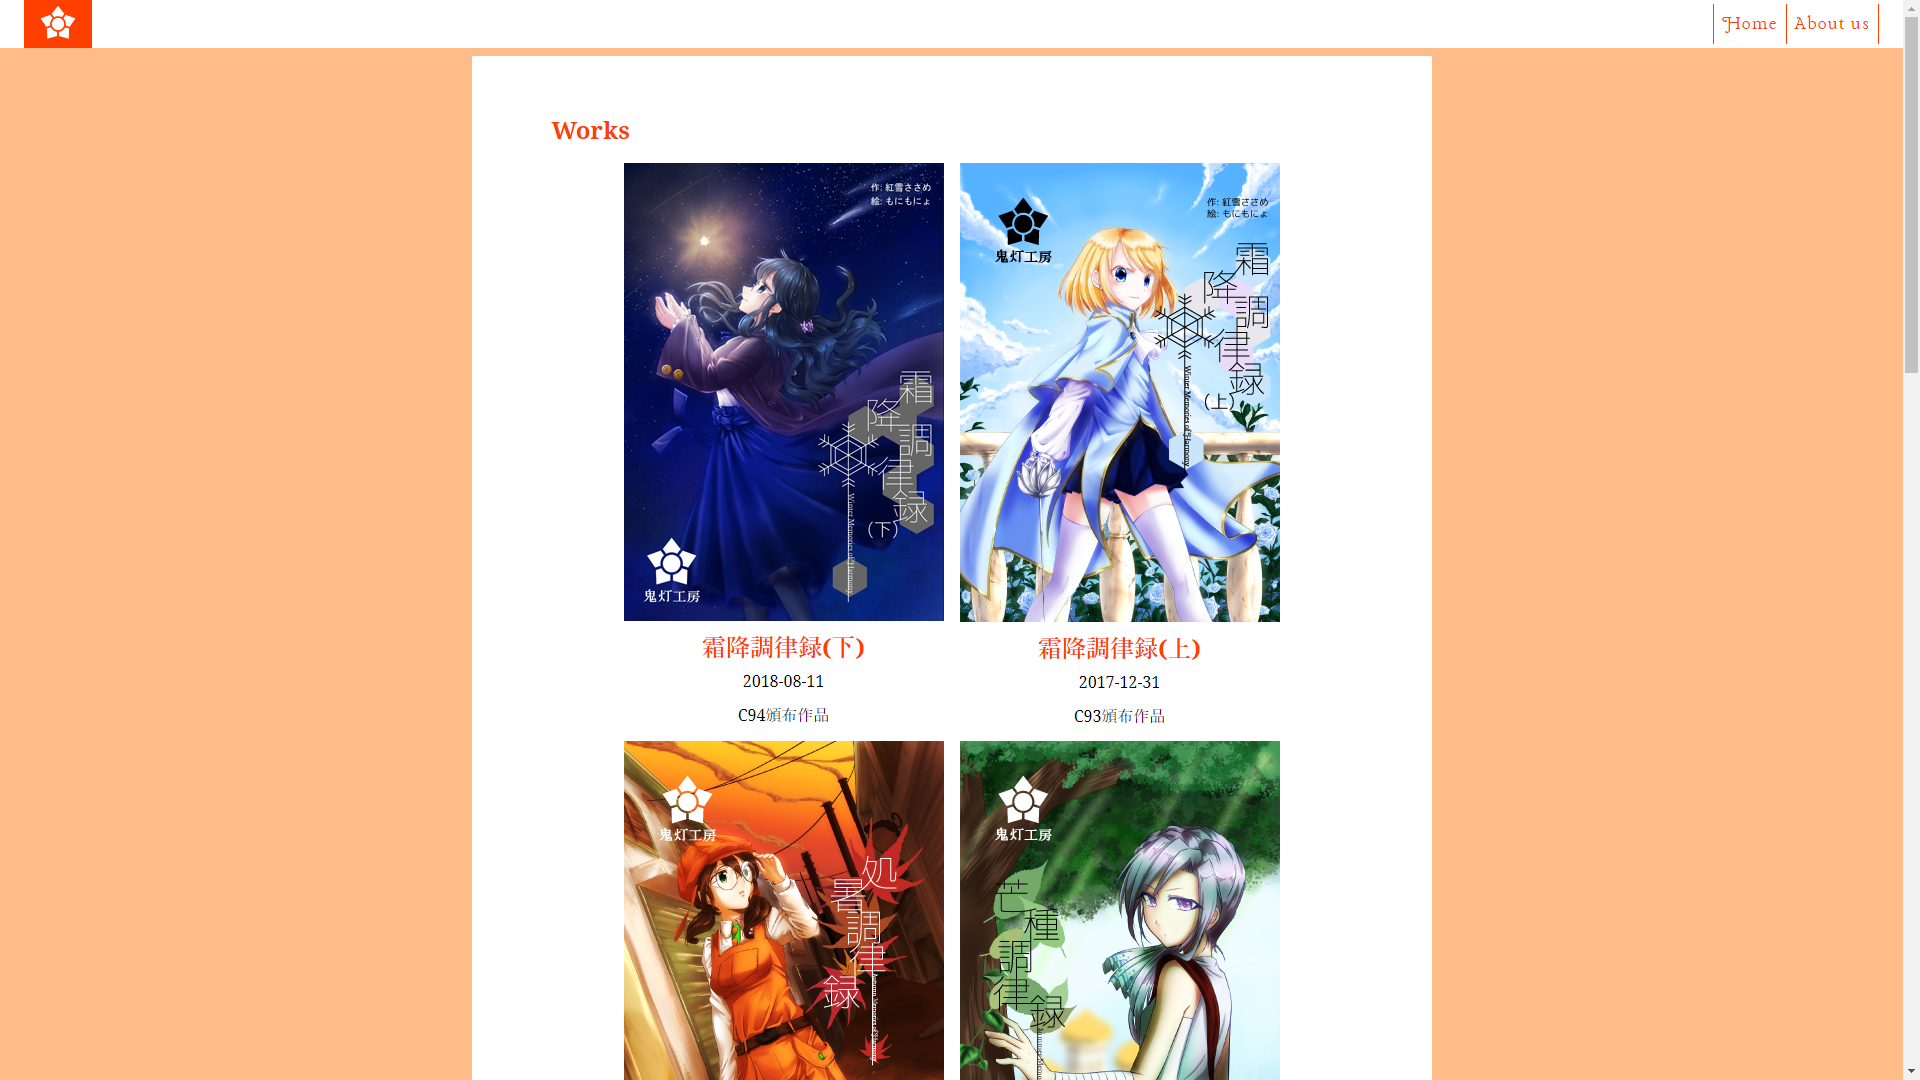 Home
About us
Works
作: 紅雪ささめ
絵: もにもにょ
霜降調律録
(下)
Winter Memories of Harmony
鬼灯工房
作: 紅雪ささめ
絵: もにもにょ
鬼灯工房
霜降調律録
(上)
Winter Memories of Harmony
霜降調律録(下)
2018-08-11
C94頒布作品
霜降調律録(上)
2017-12-31
C93頒布作品
鬼灯工房
処暑調律録
Autumn Memories of Harmony
鬼灯工房
芒種調律録